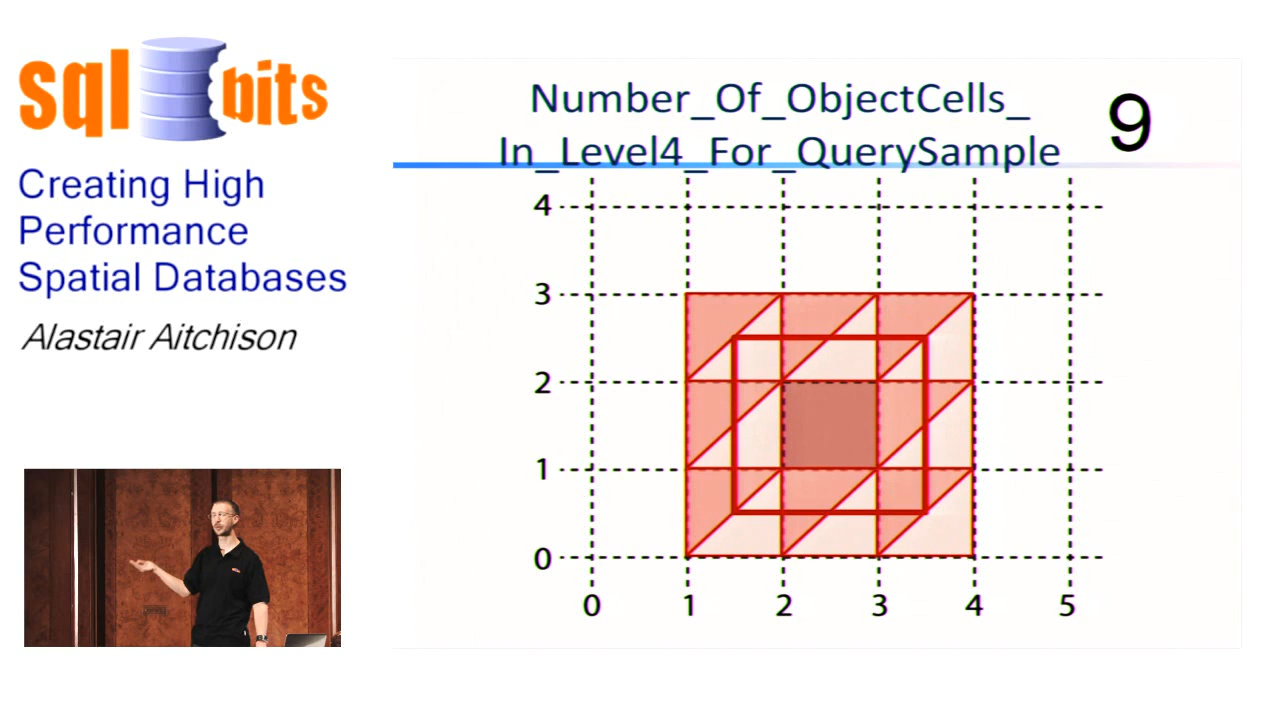 sql bits
Creating High
Performance
Spatial Databases
Alastair Aitchison
Number_Of_ObjectCells_
In_Level4_For_QuerySample
9
4
3
2
1
0
0 1 2 3 4 5